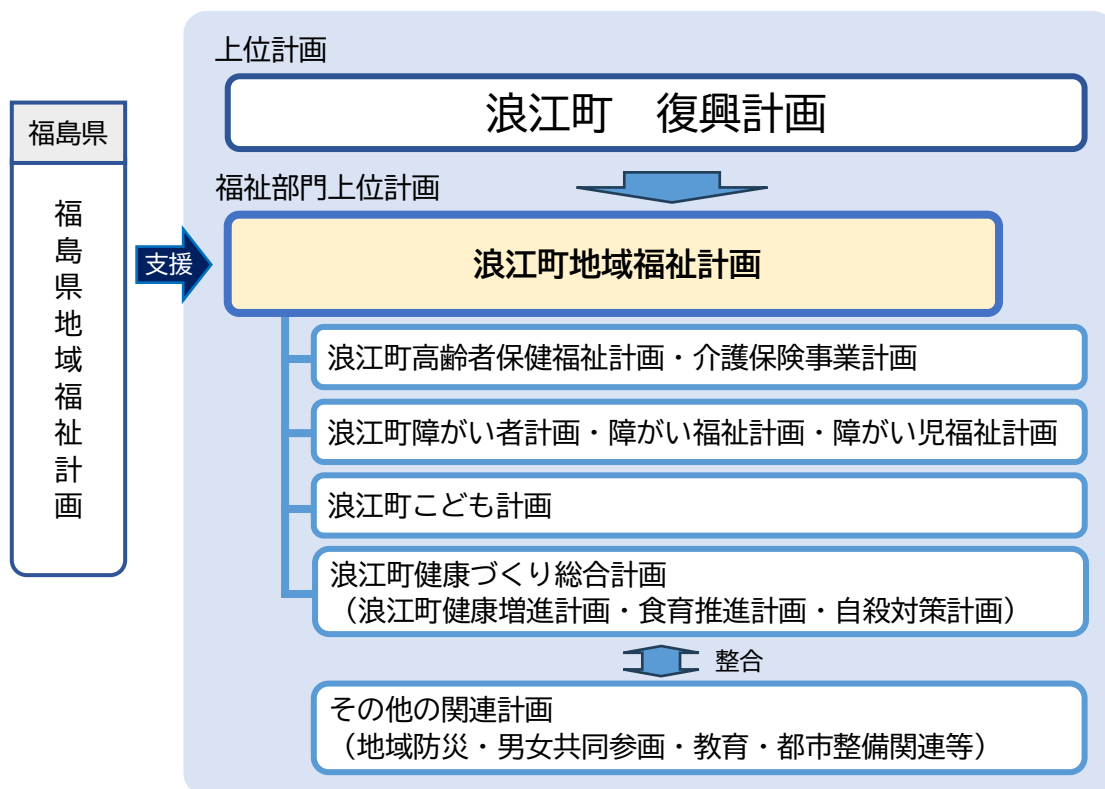 福島県
福島県地域福祉計画
支援
上位計画
浪江町　復興計画
福祉部門上位計画
浪江町地域福祉計画
浪江町高齢者保健福祉計画・介護保険事業計画
浪江町障がい者計画・障がい福祉計画・障がい児福祉計画
浪江町こども計画
浪江町健康づくり総合計画
（浪江町健康増進計画・食育推進計画・自殺対策計画）
整合
その他の関連計画
（地域防災・男女共同参画・教育・都市整備関連等）